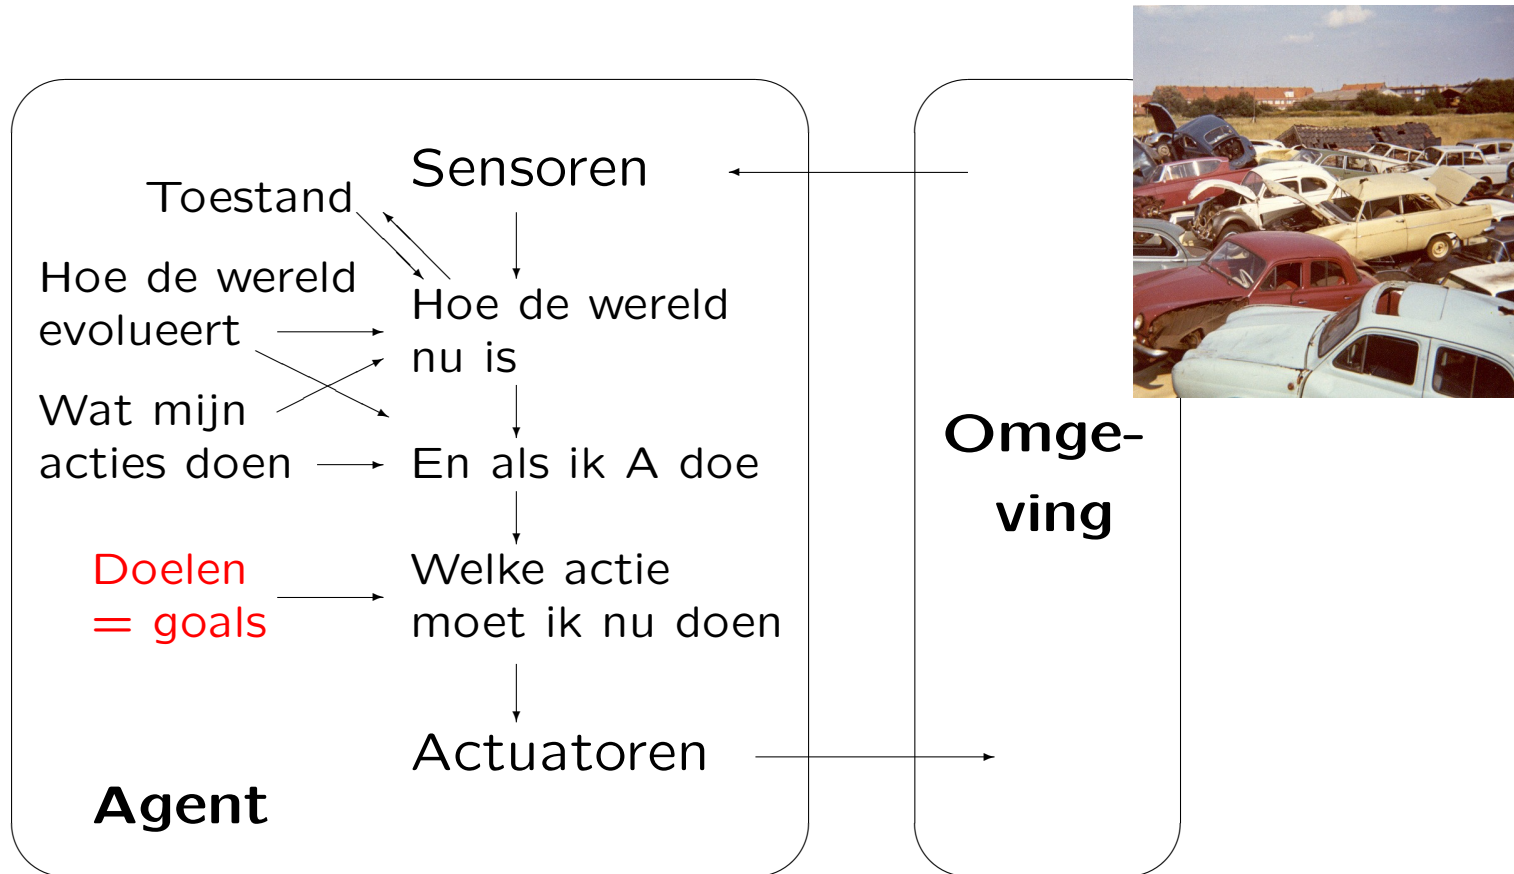 Sensoren
Toestand
Hoe de wereld
evolueert
Hoe de wereld
nu is
Wat mijn
acties doen
En als ik A doe
Doelen
= goals
Welke actie
moet ik nu doen
Actuatoren
Agent
Omge-
ving